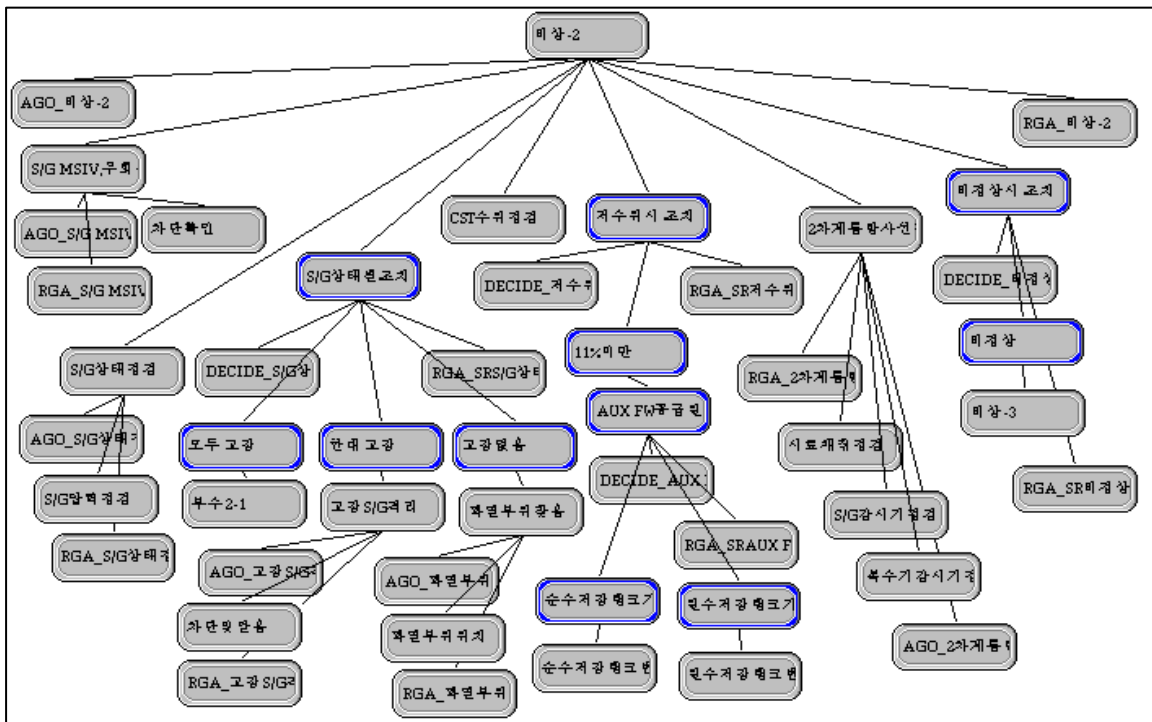 비상-2
AGO_비상-2
RGA_비상-2
S/G MSIV,우회
비정상시 조치
AGO_S/G MSIV
차단확인
CST수위점검
저수위시 조치
2차계통방사선
RGA_S/G MSIV
S/G상태별조치
DECIDE_저수위
RGA_SR저수위
DECIDE_비정상
11%미만
비정상
S/G상태점검
DECIDE_S/G상
RGA_SRS/G상태
RGA_2차계통
AUX FW공급원
비상-3
AGO_S/G상태
모두 고장
한대 고장
고장없음
시료채취점검
DECIDE_AUX
S/G압력점검
부수2-1
고장 S/G격리
파열부위찾음
RGA_SR비정상
S/G감시기점검
RGA_S/G상태점
RGA_SRAUX F
AGO_고장 S/G
AGO_파열부위
복수기감시기점
순수저장탱크가
원수저장탱크가
차단및 닫음
파열부위위치
AGO_2차계통
RGA_고장 S/G격
RGA_파열부위
순수저장탱크번
원수저장탱크번